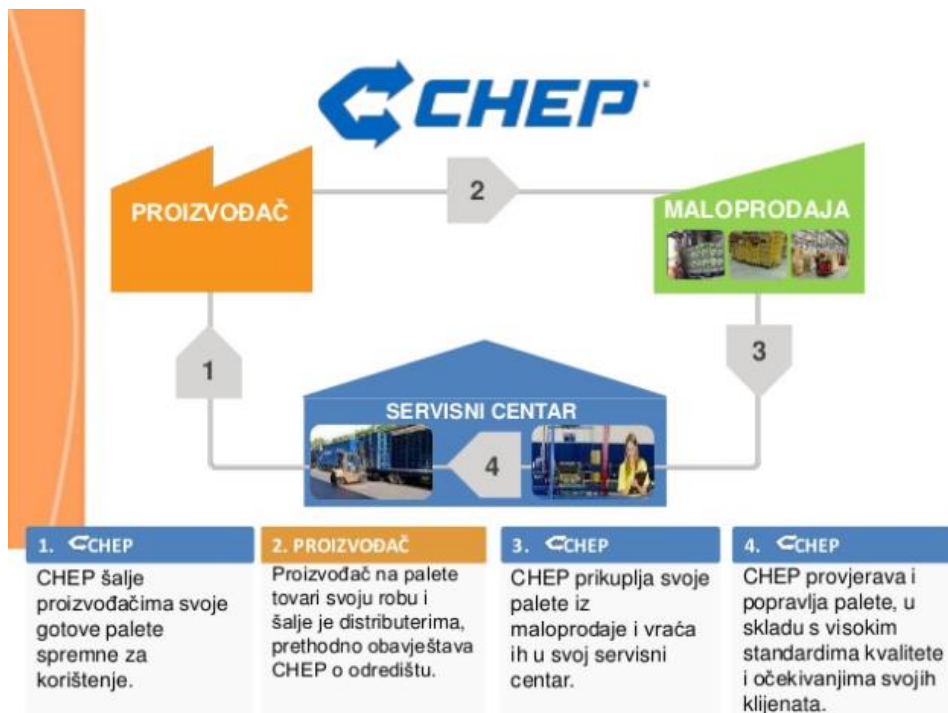 CHEP
PROIZVOĐAČ
2
MALOPRODAJA
1
3
SERVISNI CENTAR
4
1. CHEP
CHEP šalje
proizvođačima svoje
gotove palete
spremne za
korištenje.
2. PROIZVOĐAČ
Proizvođač na palete
tovari svoju robu i
šalje je distributerima,
prethodno obavještava
CHEP o odredištu.
3. CHEP
CHEP prikuplja svoje
palete iz
maloprodaje i vraća
ih u svoj servisni
centar.
4. CHEP
CHEP provjerava i
popravlja palete, u
skladu s visokim
standardima kvalitete
i očekivanjima svojih
klijenata.